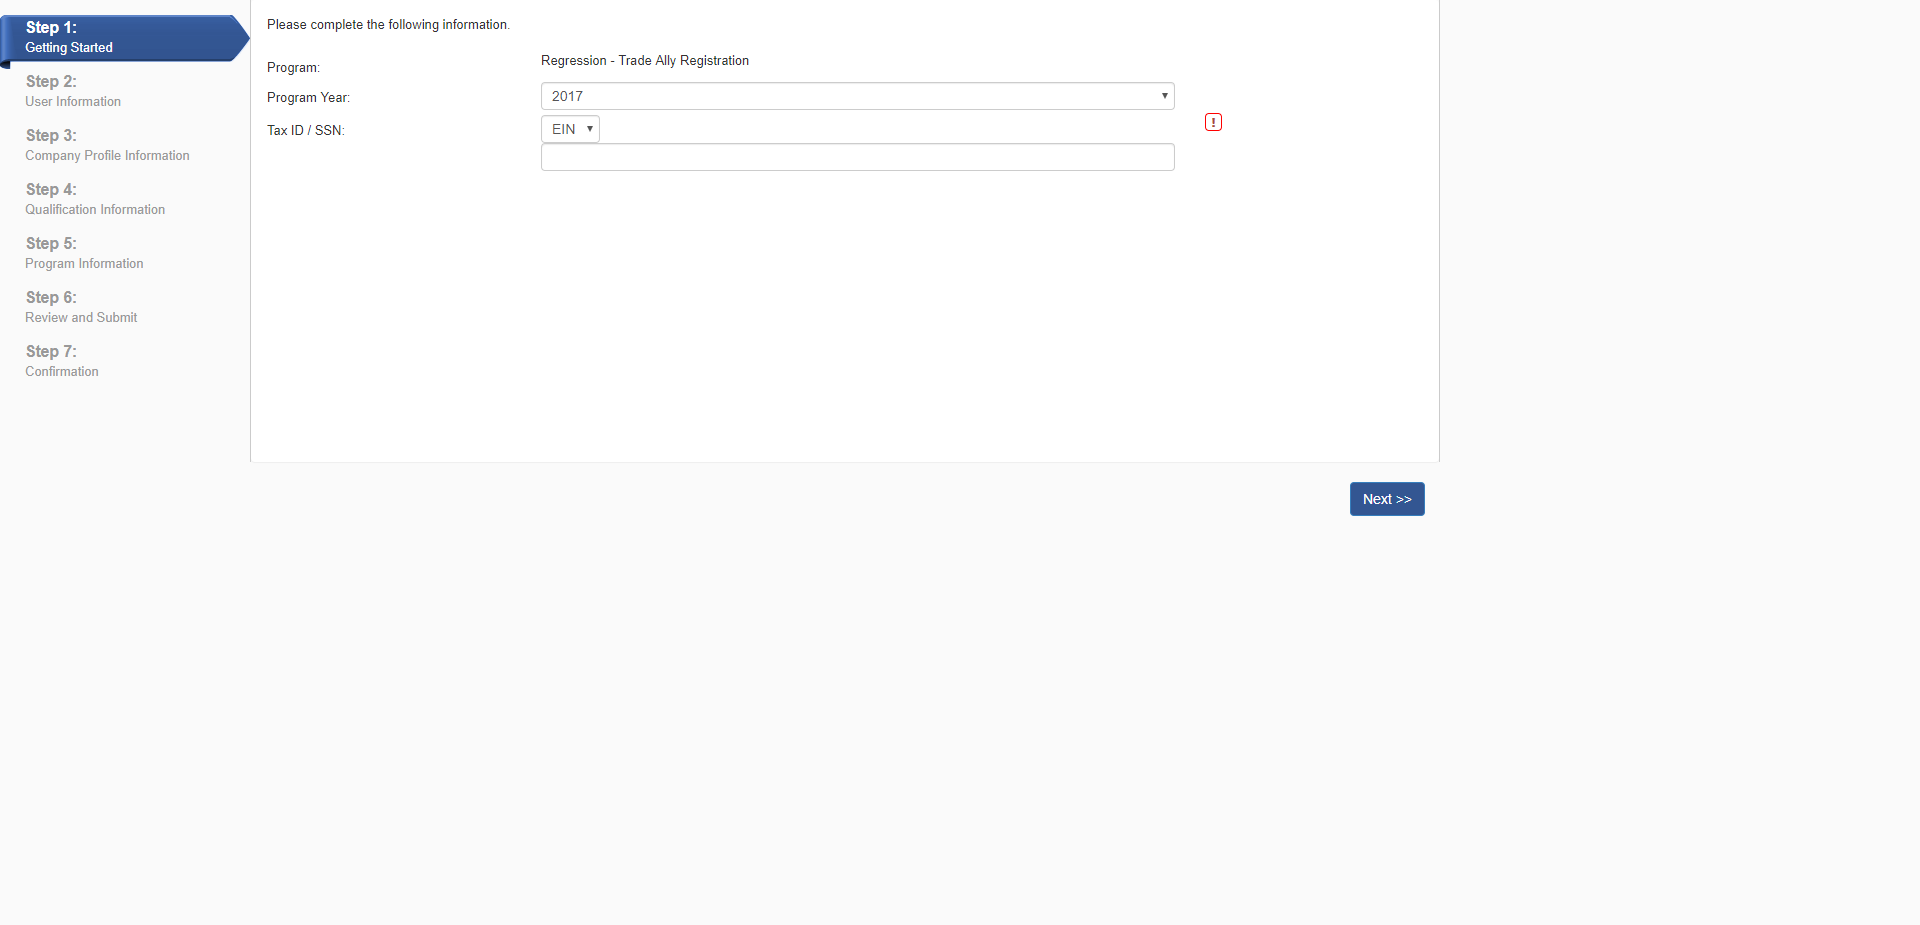 Step 1:
Getting Started
Step 2:
User Information
Step 3:
Company Profile Information
Step 4:
Qualification Information
Step 5:
Program Information
Step 6:
Review and Submit
Step 7:
Confirmation
Please complete the following information.
Program:
Regression - Trade Ally Registration
Program Year:
2017
Tax ID / SSN:
EIN
!
Next >>